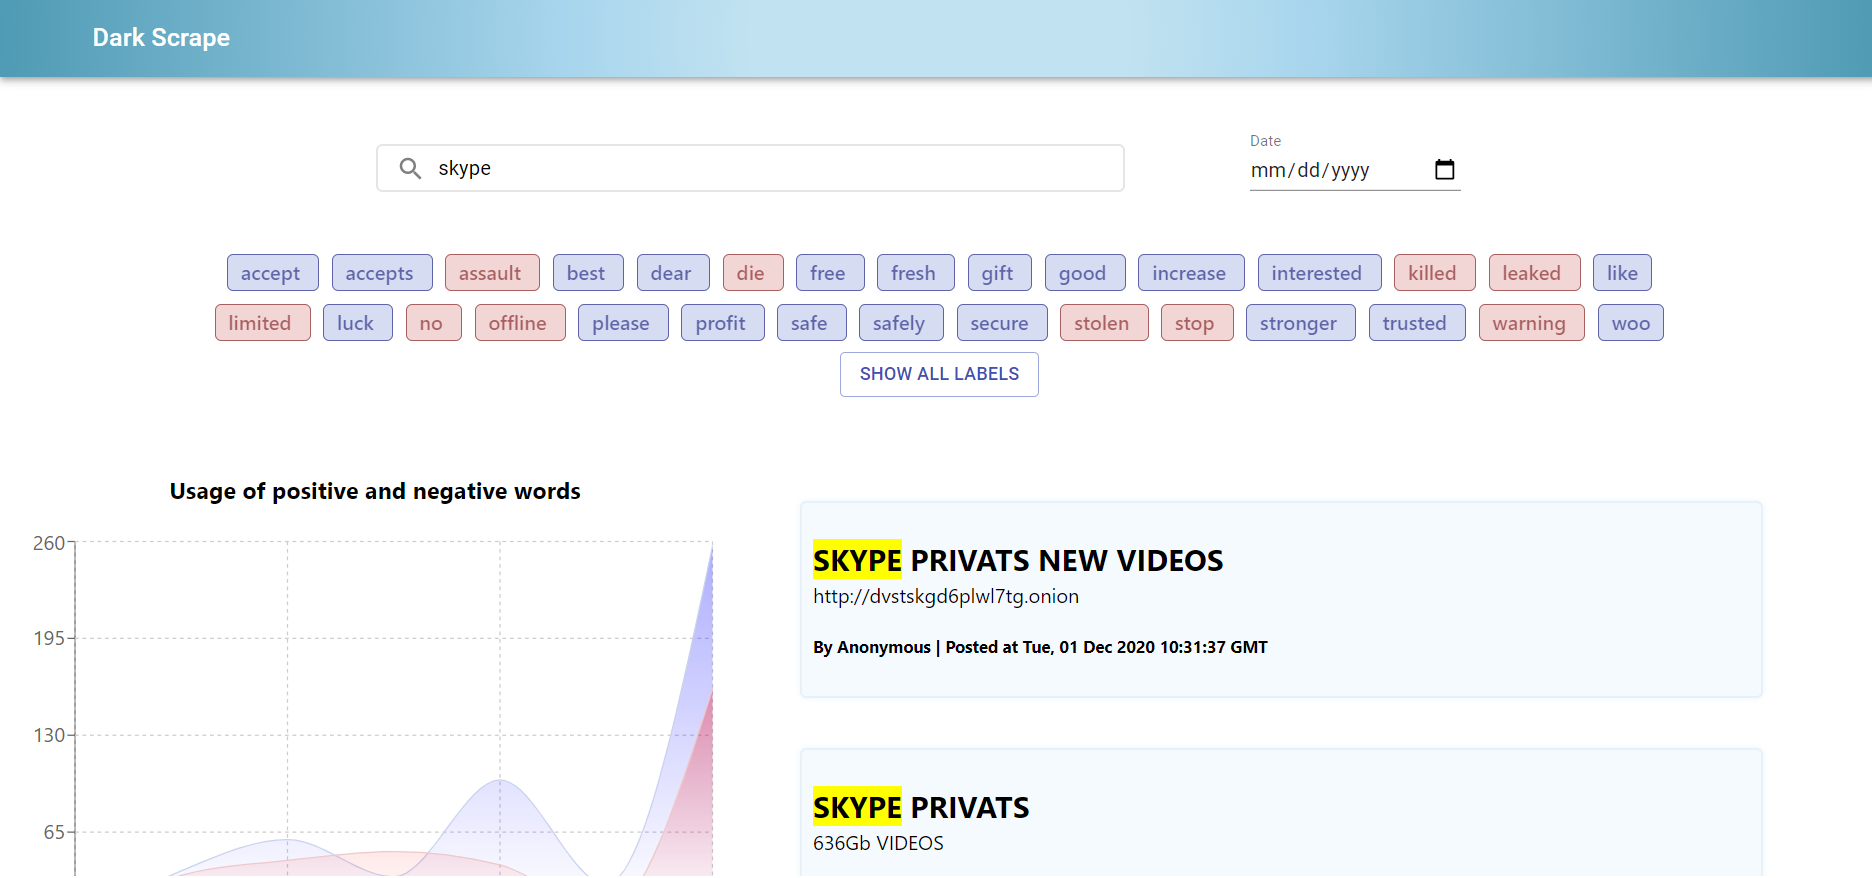 Dark Scrape
skype
Date
mm/dd/yyyy
accept accepts assault best dear die free fresh gift good increase interested killed leaked like
limited luck no offline please profit safe safely secure stolen stop stronger trusted warning woo
SHOW ALL LABELS
Usage of positive and negative words
260
195
130
65
SKYPE PRIVATS NEW VIDEOS
http://dvstskgd6plwl7tg.onion
By Anonymous | Posted at Tue, 01 Dec 2020 10:31:37 GMT
SKYPE PRIVATS
636Gb VIDEOS